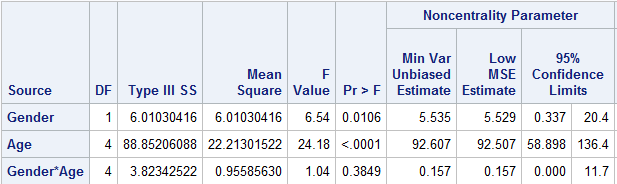 Noncentrality Parameter
Source DF Type III SS Mean Square F Value Pr > F Min Var Unbiased Estimate Low MSE Estimate 95% Confidence Limits
Gender 1 6.01030416 6.01030416 6.54 0.0106 5.535 5.529 0.337 20.4
Age 4 88.85206088 22.21301522 24.18 <.0001 92.607 92.507 58.898 136.4
Gender*Age 4 3.82342522 0.95585630 1.04 0.3849 0.157 0.157 0.000 11.7